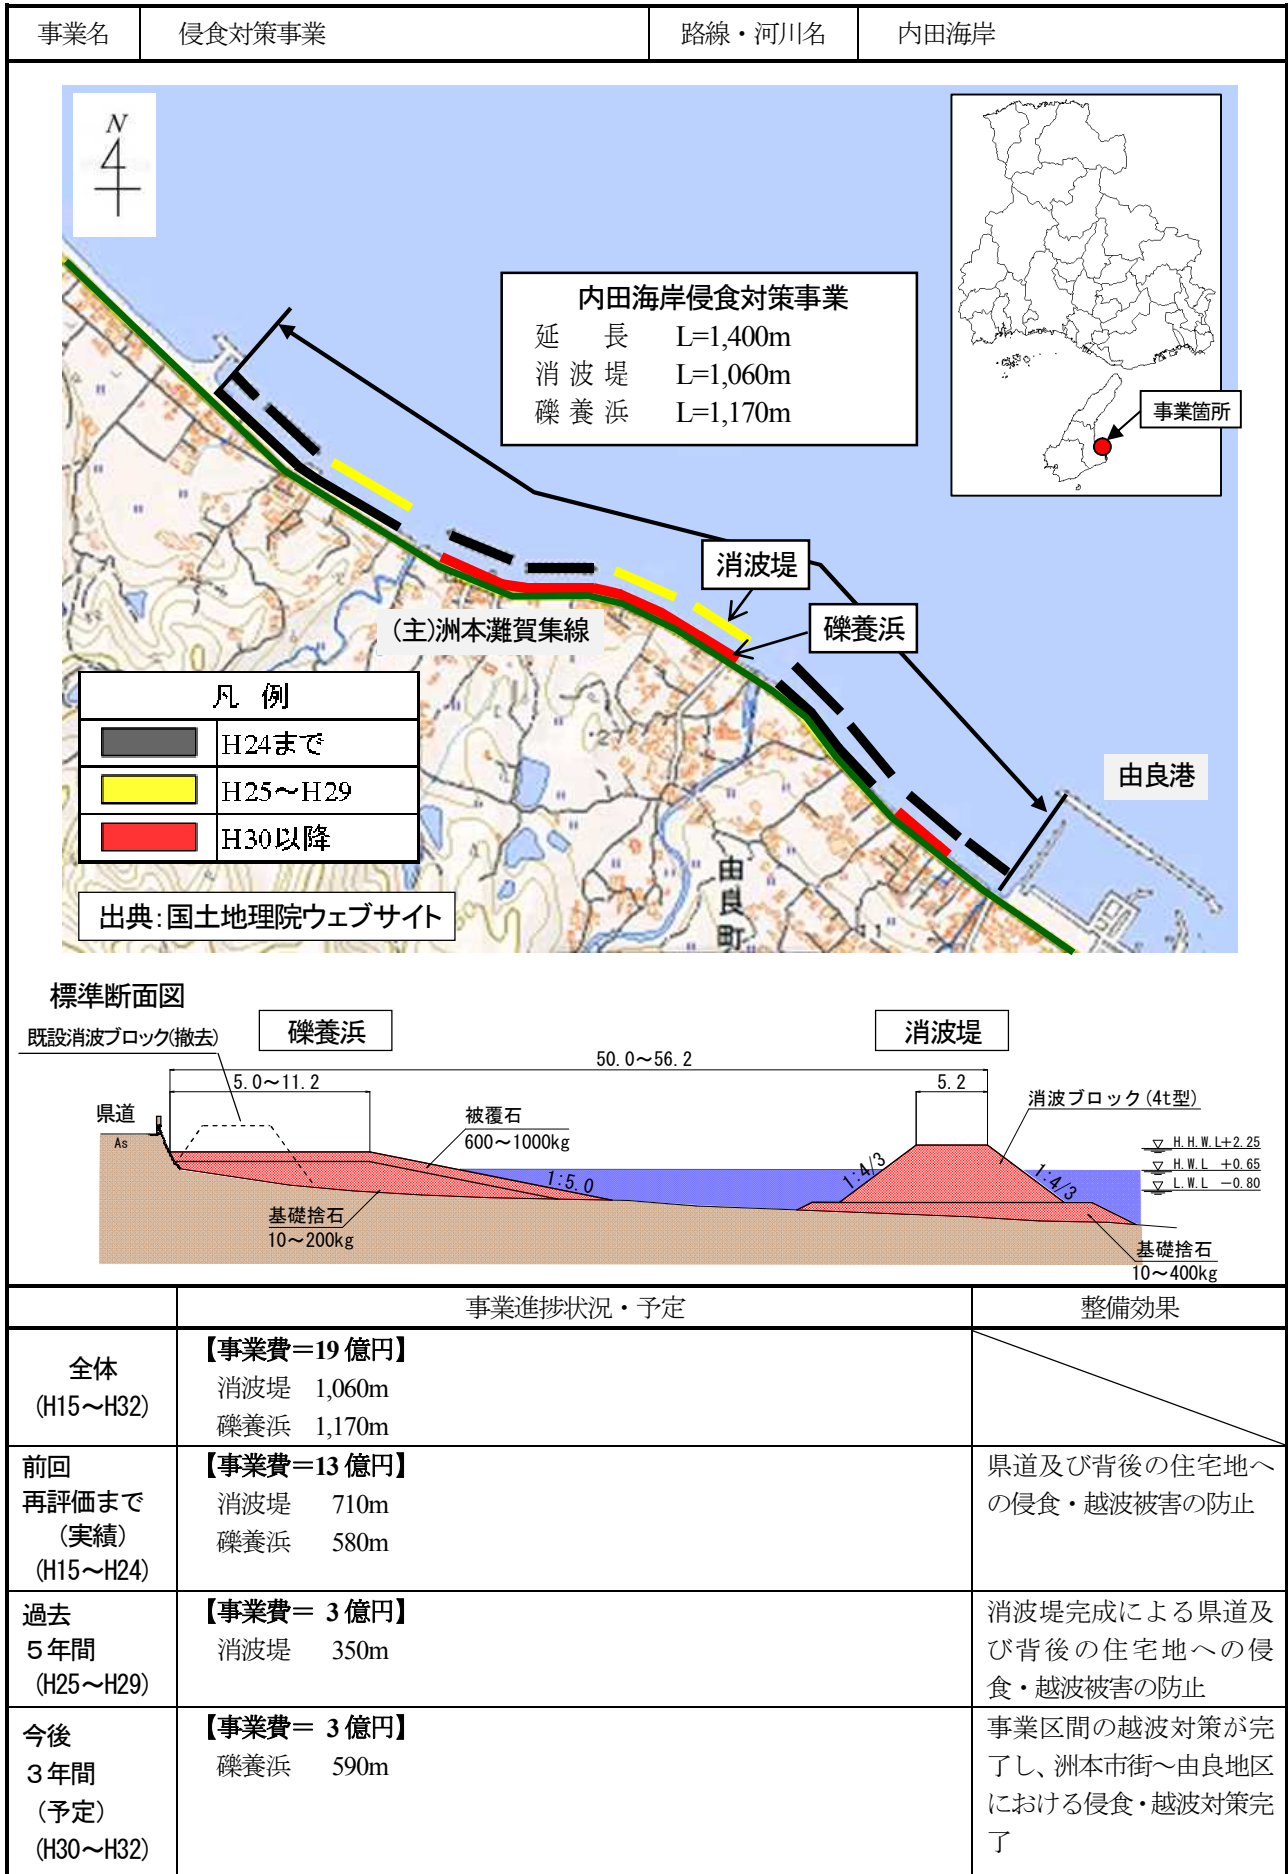 事業名 侵食対策事業 路線・河川名 内田海岸
N
内田海岸侵食対策事業
延長 L=1,400m
消波堤 L=1,060m
礫養浜 L=1,170m
事業箇所
消波堤
礫養浜
(主)洲本灘賀集線
凡 例
H24まで
H25～H29
H30以降
由良港
由良町
27
11
出典：国土地理院ウェブサイト
標準断面図
既設消波ブロック(撤去)
礫養浜
消波堤
50.0～56.2
5.0～11.2
5.2
県道
As
被覆石
600～1000kg
消波ブロック(4t型)
H.H.W.L+2.25
H.W.L +0.65
L.W.L －0.80
1:5.0
1:4/3
1:4/3
基礎捨石
10～200kg
基礎捨石
10～400kg
事業進捗状況・予定 整備効果
全体
(H15～H32)
【事業費＝19 億円】
消波堤 1,060m
礫養浜 1,170m
前回
再評価まで
(実績)
(H15～H24)
【事業費＝13 億円】
消波堤 710m
礫養浜 580m
県道及び背後の住宅地へ
の侵食・越波被害の防止
過去
５年間
(H25～H29)
【事業費＝ 3 億円】
消波堤 350m
消波堤完成による県道及
び背後の住宅地への侵
食・越波被害の防止
今後
３年間
(予定)
(H30～H32)
【事業費＝ 3 億円】
礫養浜 590m
事業区間の越波対策が完
了し、洲本市街～由良地区
における侵食・越波対策完
了